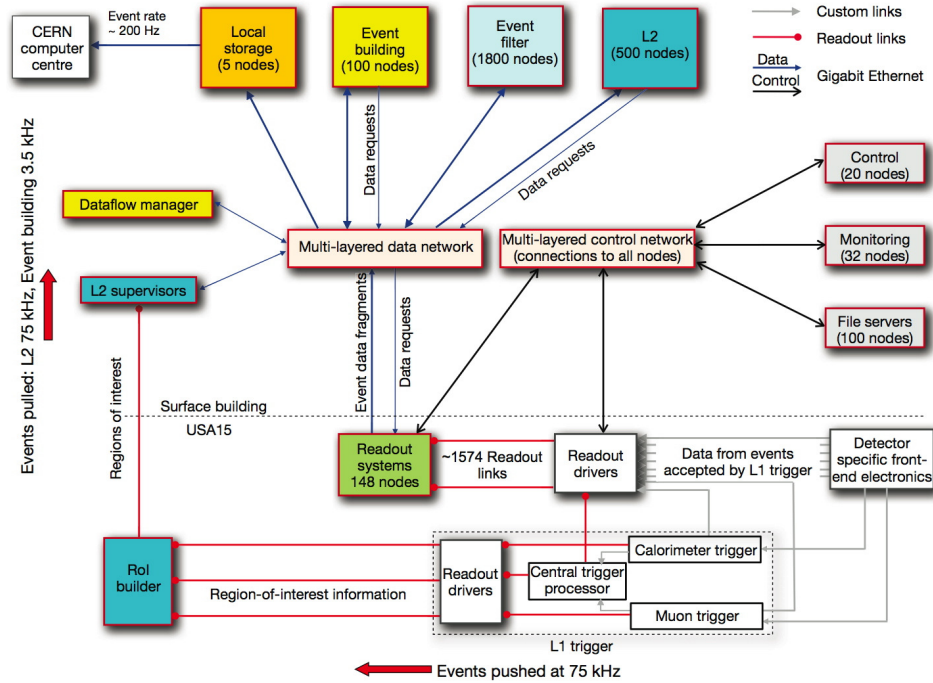 CERN
computer
centre
Event rate
~ 200 Hz
Local
storage
(5 nodes)
Event
building
(100 nodes)
Event
filter
(1800 nodes)
L2
(500 nodes)
Custom links
Readout links
Data
Control
Gigabit Ethernet
Data requests
Data requests
Control
(20 nodes)
Dataflow manager
Multi-layered data network
Multi-layered control network
(connections to all nodes)
Monitoring
(32 nodes)
L2 supervisors
File servers
(100 nodes)
Events pulled: L2 75 kHz, Event building 3.5 kHz
Regions of interest
Event data fragments
Data requests
Surface building
USA15
Readout
systems
148 nodes
~1574 Readout
links
Readout
drivers
Data from events
accepted by L1 trigger
Detector
specific front-
end electronics
RoI
builder
Region-of-interest information
Readout
drivers
Calorimeter trigger
Central trigger
processor
Muon trigger
L1 trigger
Events pushed at 75 kHz